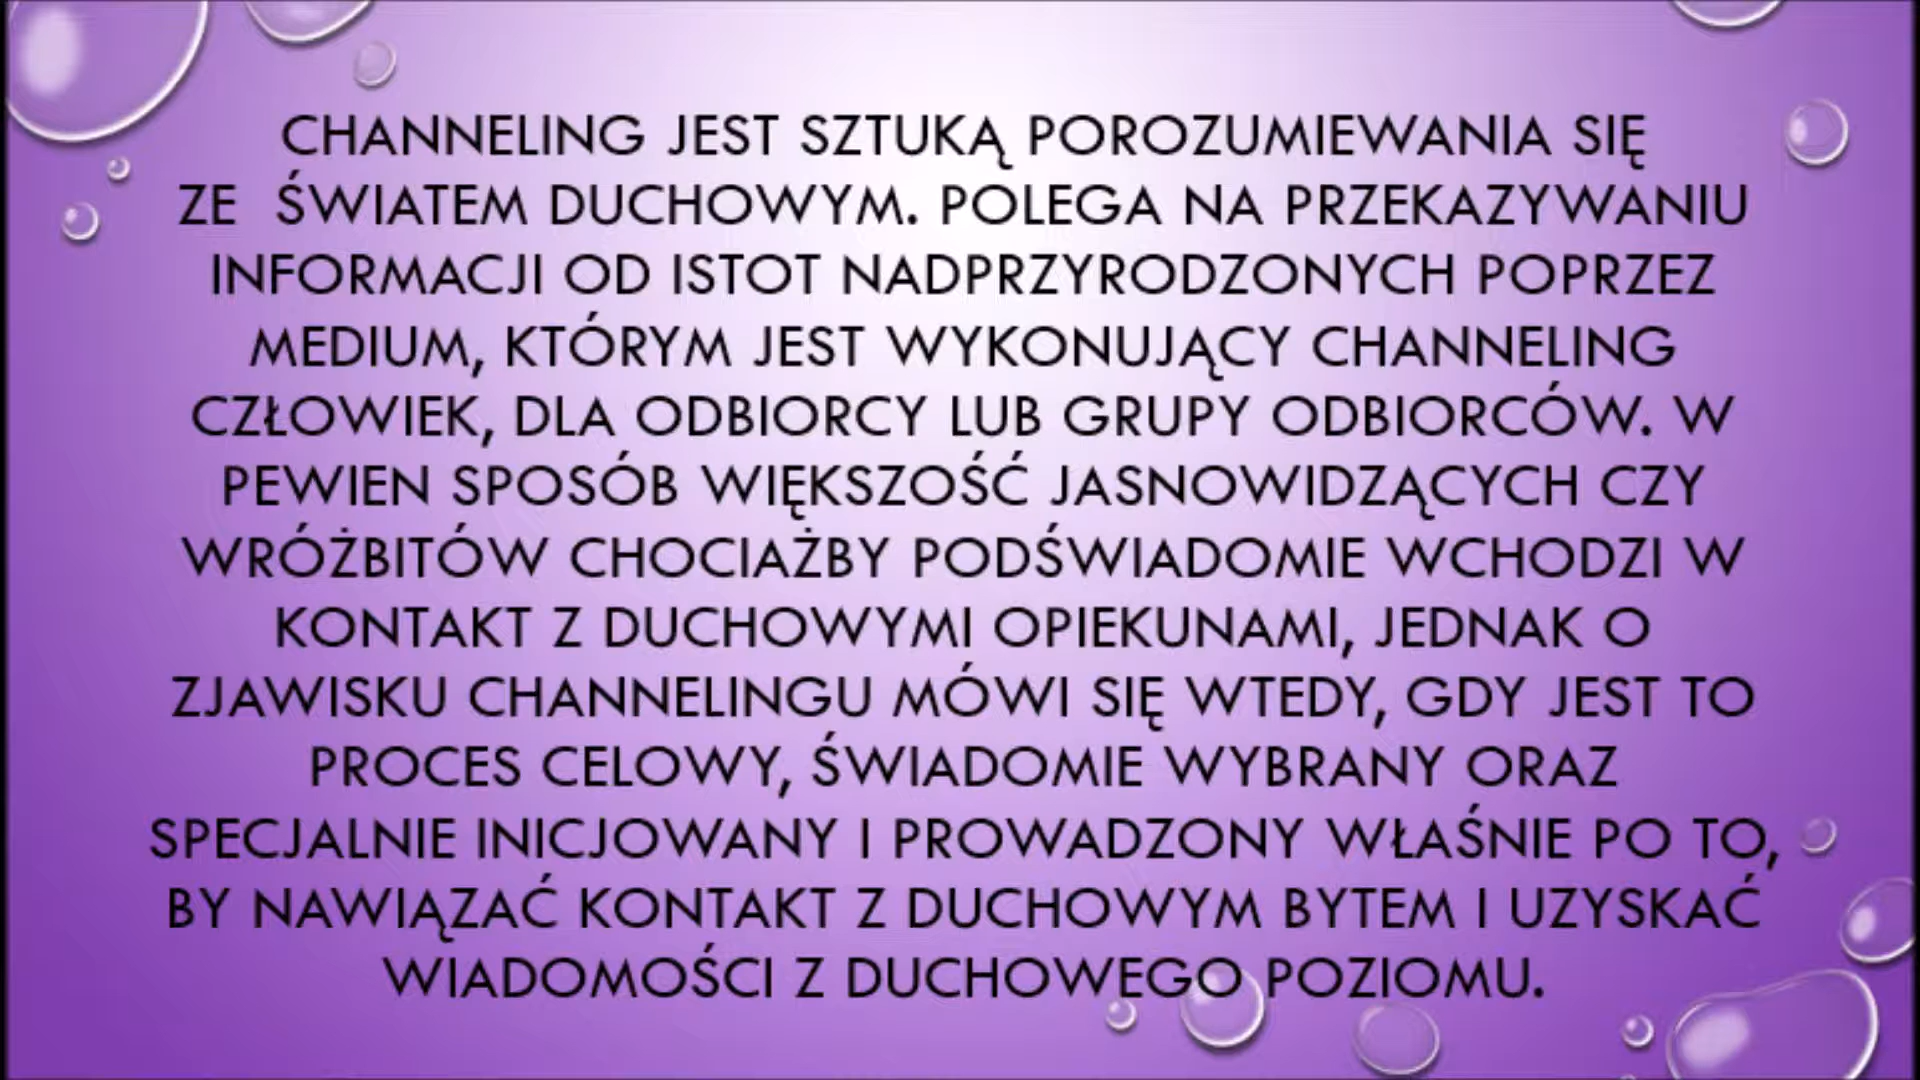 CHANNELING JEST SZTUKĄ POROZUMIEWANIA SIĘ
ZE ŚWIATEM DUCHOWYM. POLEGA NA PRZEKAZYWANIU
INFORMACJI OD ISTOT NADPRZYRODZONYCH POPRZEZ
MEDIUM, KTÓRYM JEST WYKONUJĄCY CHANNELING
CZŁOWIEK, DLA ODBIORCY LUB GRUPY ODBIORCÓW. W
PEWIEN SPOSÓB WIĘKSZOŚĆ JASNOWIDZĄCYCH CZY
WRÓŻBITÓW CHOCIAŻBY PODŚWIADOMIE WCHODZI W
KONTAKT Z DUCHOWYMI OPIEKUNAMI, JEDNAK O
ZJAWISKU CHANNELINGU MÓWI SIĘ WTEDY, GDY JEST TO
PROCES CELOWY, ŚWIADOMIE WYBRANY ORAZ
SPECJALNIE INICJOWANY I PROWADZONY WŁAŚNIE PO TO,
BY NAWIĄZAĆ KONTAKT Z DUCHOWYM BYTEM I UZYSKAĆ
WIADOMOŚCI Z DUCHOWEGO POZIOMU.